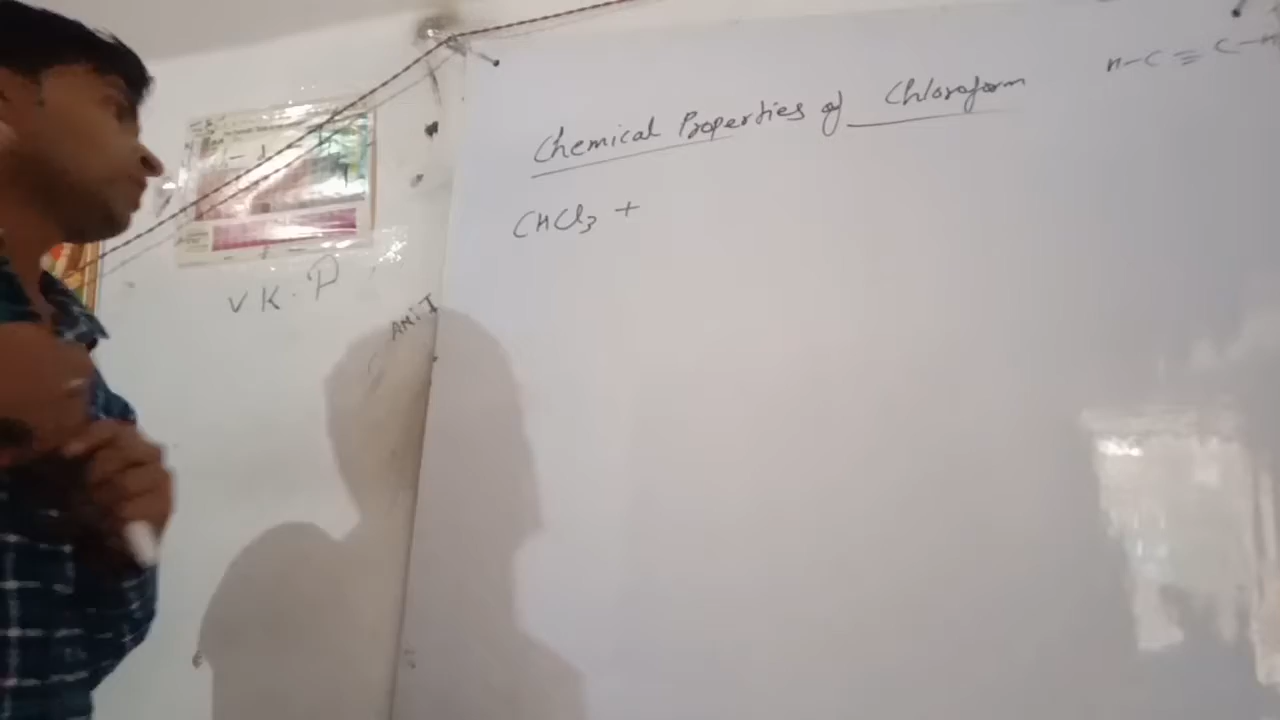 H-C≡C-H
Chemical Properties of Chloroform
CHCl3 +
V K. P
AMIT